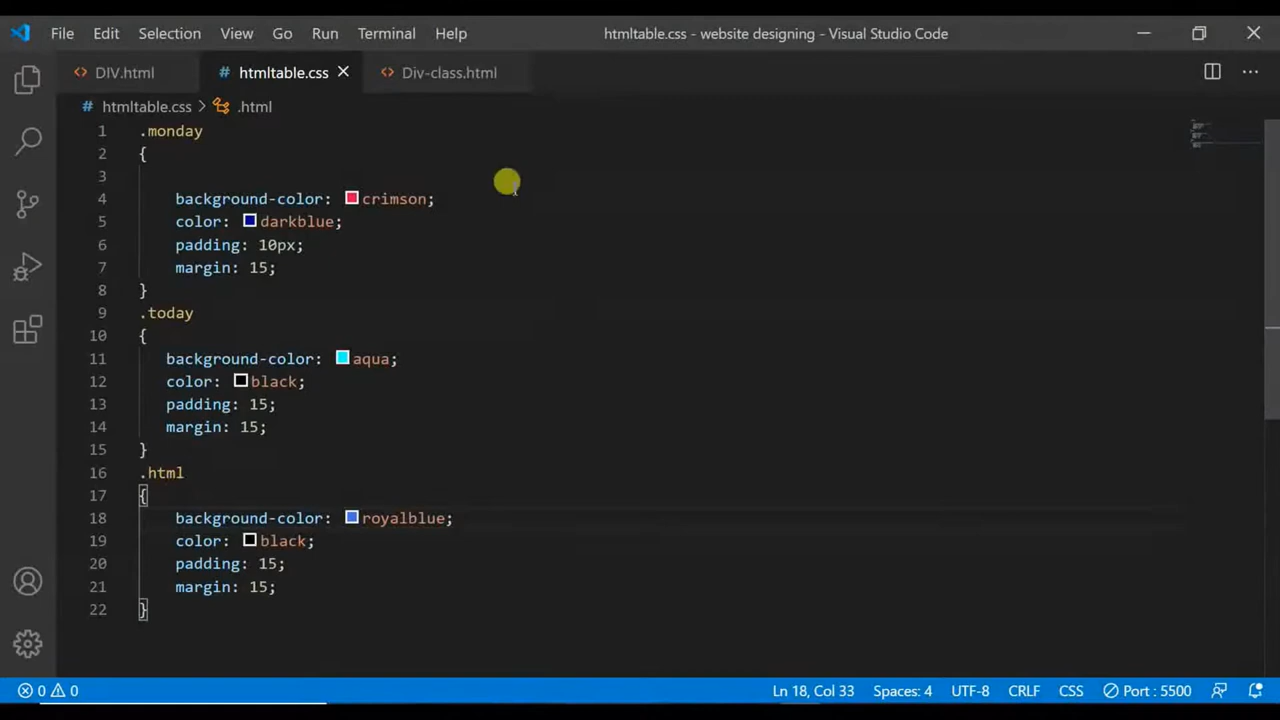 File Edit Selection View Go Run Terminal Help htmltable.css - website designing - Visual Studio Code
DIV.html htmltable.css Div-class.html
htmltable.css > .html
1 .monday
2 {
3
4 background-color: crimson;
5 color: darkblue;
6 padding: 10px;
7 margin: 15;
8 }
9 .today
10 {
11 background-color: aqua;
12 color: black;
13 padding: 15;
14 margin: 15;
15 }
16 .html
17 {
18 background-color: royalblue;
19 color: black;
20 padding: 15;
21 margin: 15;
22 }
0 0 Ln 18, Col 33 Spaces: 4 UTF-8 CRLF CSS Port : 5500